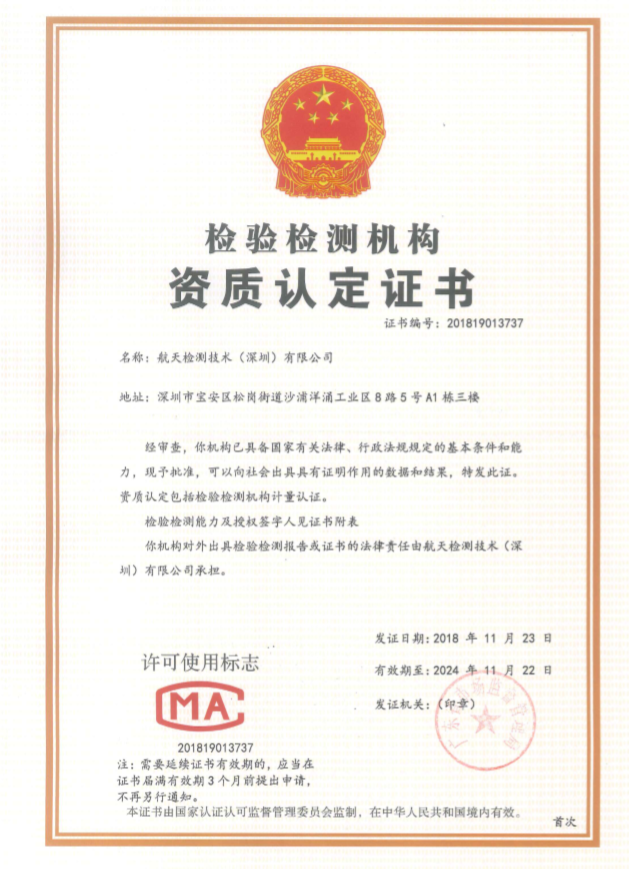 检验检测机构
资质认定证书
证书编号：201819013737
名称：航天检测技术（深圳）有限公司
地址：深圳市宝安区松岗街道沙浦洋涌工业区8路5号A1栋三楼
经审查，你机构已具备国家有关法律、行政法规规定的基本条件和能
力，现予批准，可以向社会出具具有证明作用的数据和结果，特发此证。
资质认定包括检验检测机构计量认证。
检验检测能力及授权签字人见证书附表
你机构对外出具检验检测报告或证书的法律责任由航天检测技术（深
圳）有限公司承担。
许可使用标志
MA
201819013737
注：需要延续证书有效期的，应当在
证书届满有效期3个月前提出申请，
不再另行通知。
发证日期：2018 年 11 月 23 日
有效期至：2024 年 11 月 22 日
发证机关：（印章）
广东省市场监督管理局
本证书由国家认证认可监督管理委员会监制，在中华人民共和国境内有效。
首次